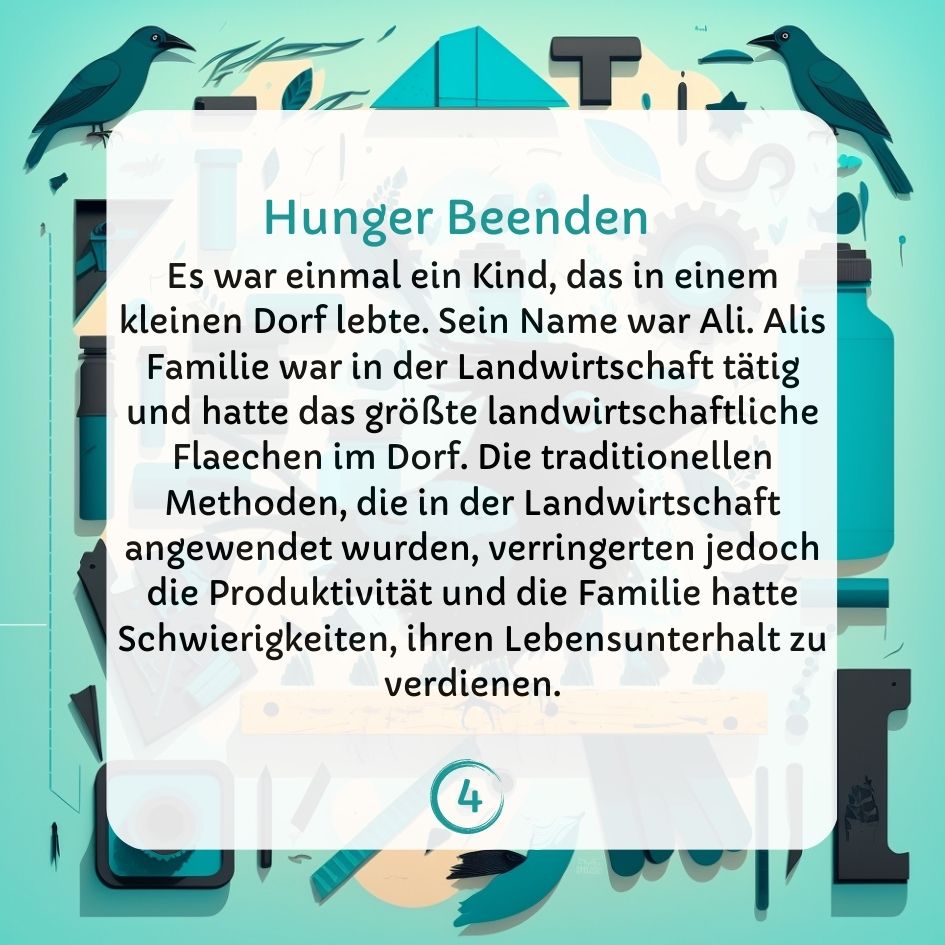 Hunger Beenden
Es war einmal ein Kind, das in einem
kleinen Dorf lebte. Sein Name war Ali. Alis
Familie war in der Landwirtschaft tätig
und hatte das größte landwirtschaftliche
Flaechen im Dorf. Die traditionellen
Methoden, die in der Landwirtschaft
angewendet wurden, verringerten jedoch
die Produktivität und die Familie hatte
Schwierigkeiten, ihren Lebensunterhalt zu
verdienen.
4